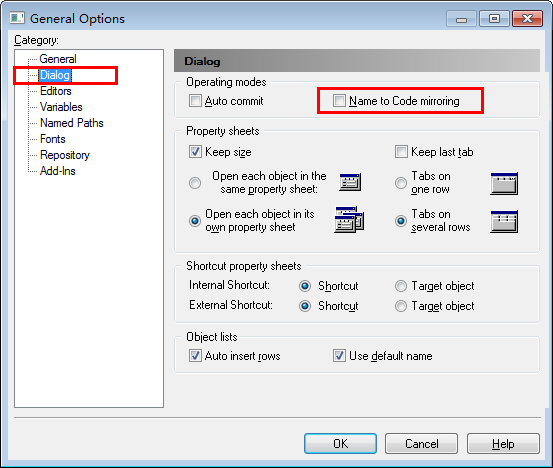 General Options
Category:
General
Dialog
Editors
Variables
Named Paths
Fonts
Repository
Add-Ins
Dialog
Operating modes
Auto commit
Name to Code mirroring
Property sheets
Keep size
Keep last tab
Open each object in the
same property sheet:
Tabs on
one row
Open each object in its
own property sheet
Tabs on
several rows
Shortcut property sheets
Internal Shortcut:
Shortcut
Target object
External Shortcut:
Shortcut
Target object
Object lists
Auto insert rows
Use default name
OK
Cancel
Help